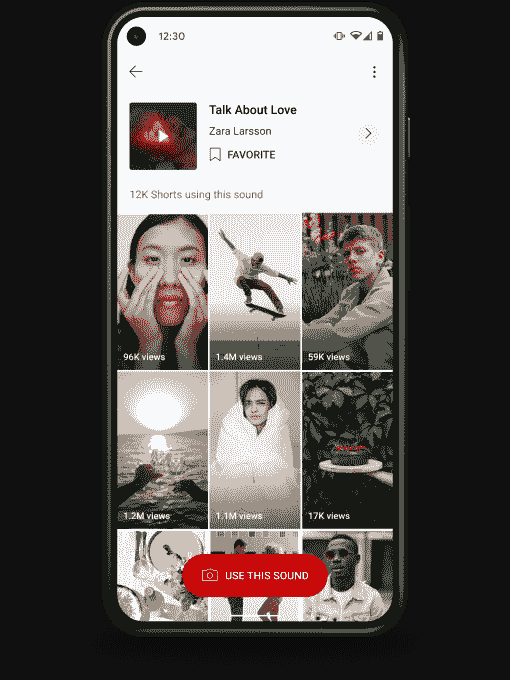 12:30
Talk About Love
Zara Larsson
FAVORITE
12K Shorts using this sound
96K views
1.4M views
59K views
1.2M views
1.1M views
17K views
USE THIS SOUND